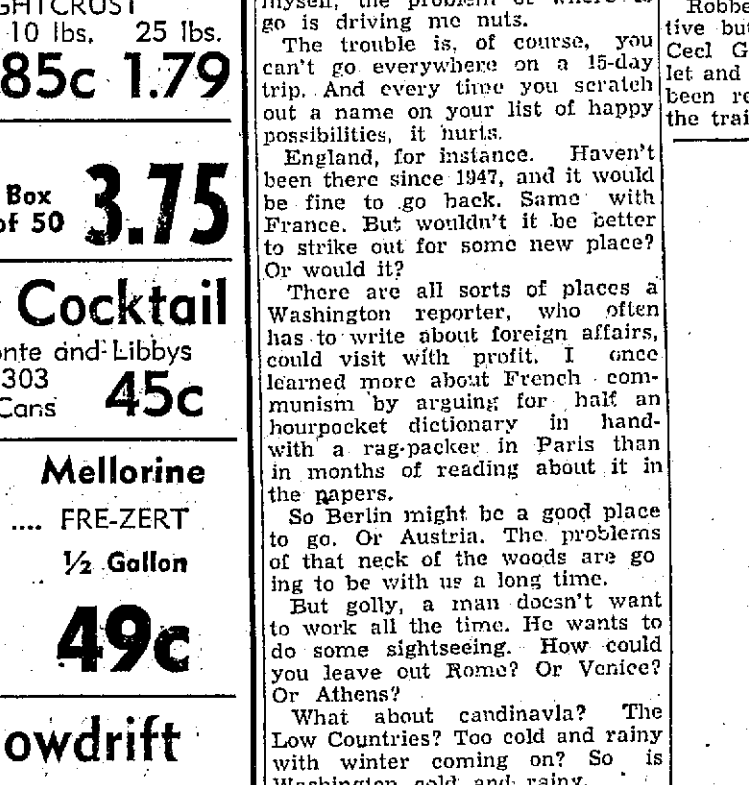 10 lbs. 25 lbs.
85c 1.79
Box
of 50 3.75
Cocktail
and Libbys
303
Cans 45c
Mellorine
.... FRE-ZERT
½ Gallon
49c
owdrift
myself, the problem of where to
go is driving me nuts.
The trouble is, of course, you
can't go everywhere on a 15-day
trip. And every time you scratch
out a name on your list of happy
possibilities, it hurts.
England, for instance. Haven't
been there since 1947, and it would
be fine to go back. Same with
France. But wouldn't it be better
to strike out for some new place?
Or would it?
There are all sorts of places a
Washington reporter, who often
has to write about foreign affairs,
could visit with profit. I once
learned more about French com-
munism by arguing for half an
hourpocket dictionary in hand-
with a rag-packer in Paris than
in months of reading about it in
the papers.
So Berlin might be a good place
to go. Or Austria. The problems
of that neck of the woods are go
ing to be with us a long time.
But golly, a man doesn't want
to work all the time. He wants to
do some sightseeing. How could
you leave out Rome? Or Venice?
Or Athens?
What about candinavia? The
Low Countries? Too cold and rainy
with winter coming on? So is
Washington cold and rainy.
Robbe
tive but
Cecl G
let and
been re
the trai